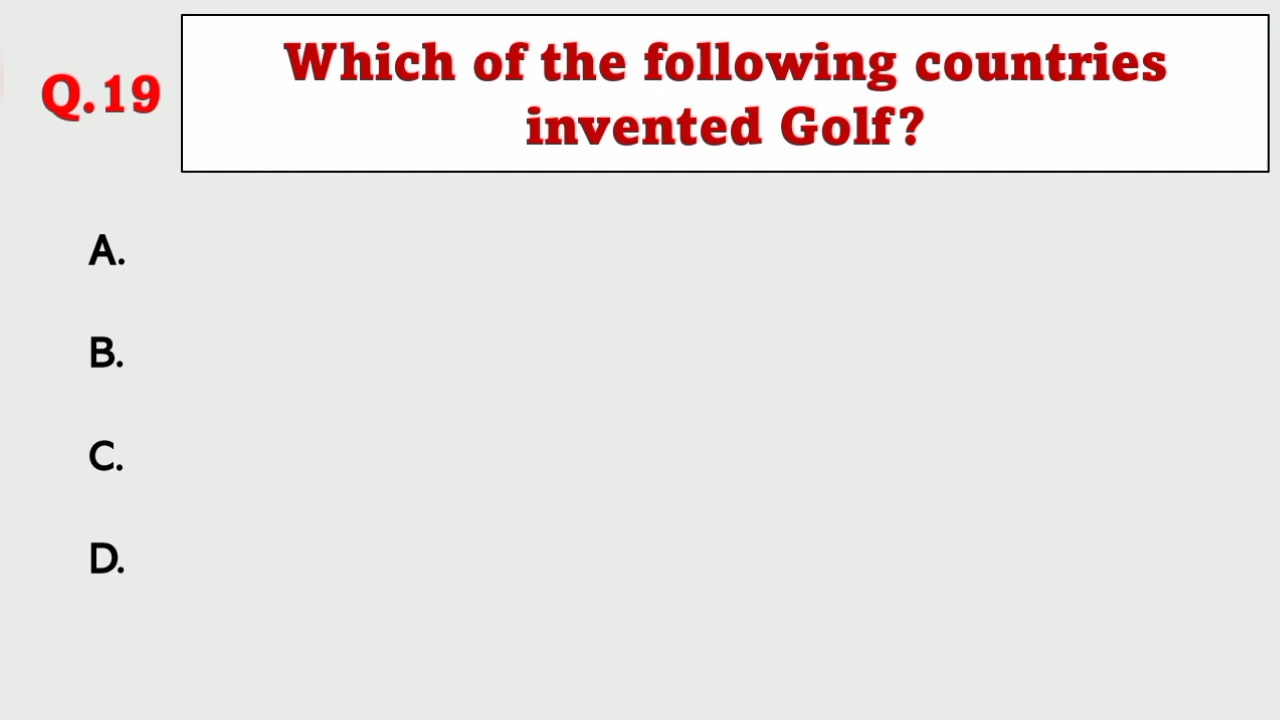 Q.19
Which of the following countries
invented Golf?
A.
B.
C.
D.